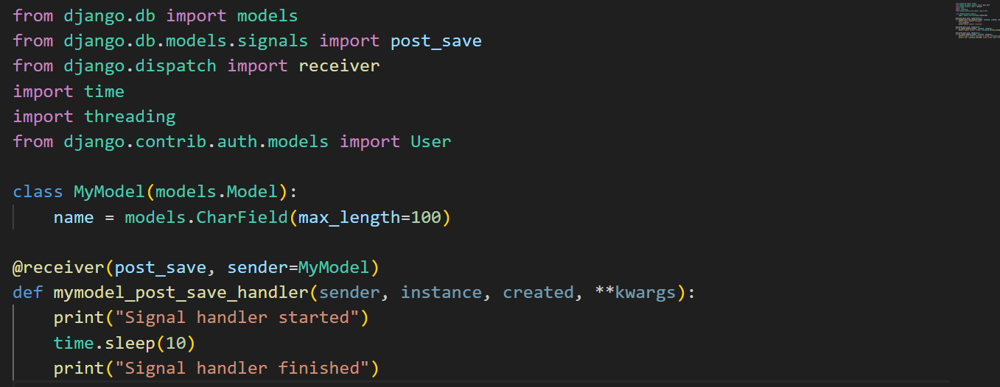 from django.db import models
from django.db.models.signals import post_save
from django.dispatch import receiver
import time
import threading
from django.contrib.auth.models import User

class MyModel(models.Model):
    name = models.CharField(max_length=100)

@receiver(post_save, sender=MyModel)
def mymodel_post_save_handler(sender, instance, created, **kwargs):
    print("Signal handler started")
    time.sleep(10)
    print("Signal handler finished")